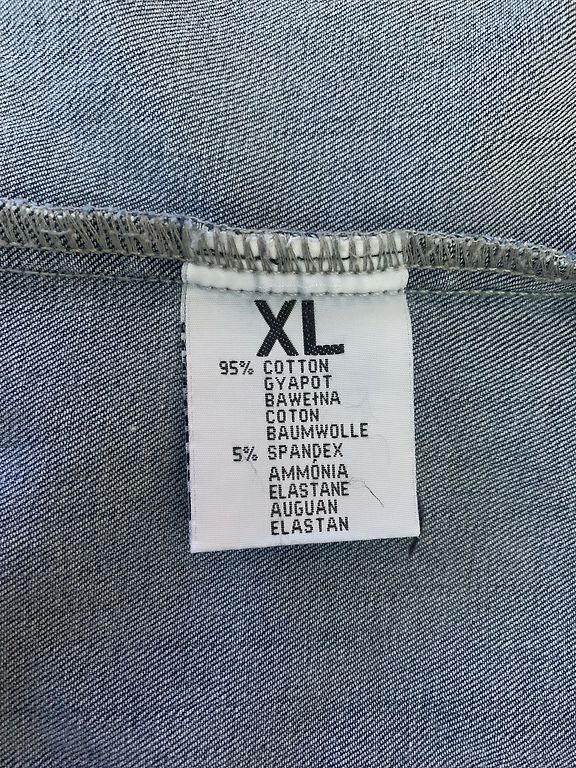 XL
95% COTTON
GYAPOT
BAWEŁNA
COTON
BAUMWOLLE
5% SPANDEX
AMMÓNIA
ELASTANE
AUGUAN
ELASTAN